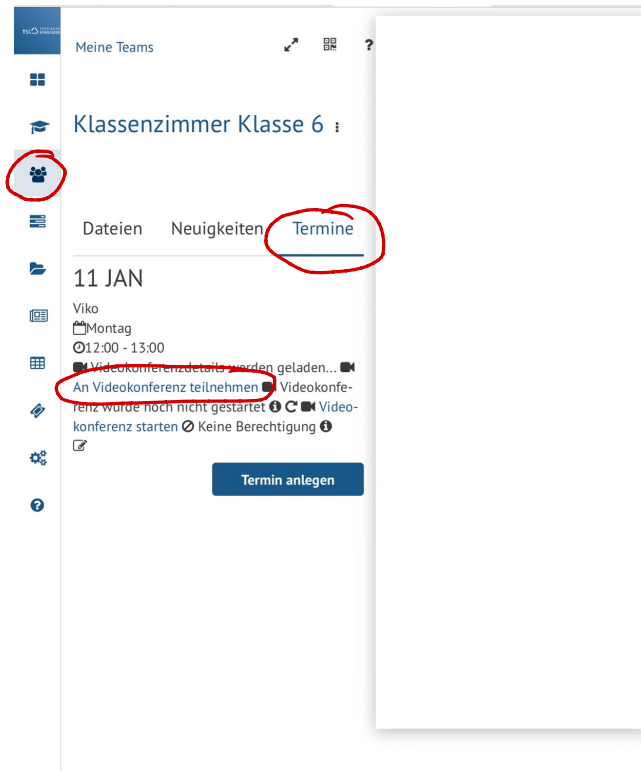 TSC
Meine Teams
?
Klassenzimmer Klasse 6
Dateien Neuigkeiten Termine
11 JAN
Viko
Montag
12:00 - 13:00
Videokonferenzdetails werden geladen...
An Videokonferenz teilnehmen Videokonfe-
renz wurde noch nicht gestartet Video-
konferenz starten Keine Berechtigung
Termin anlegen